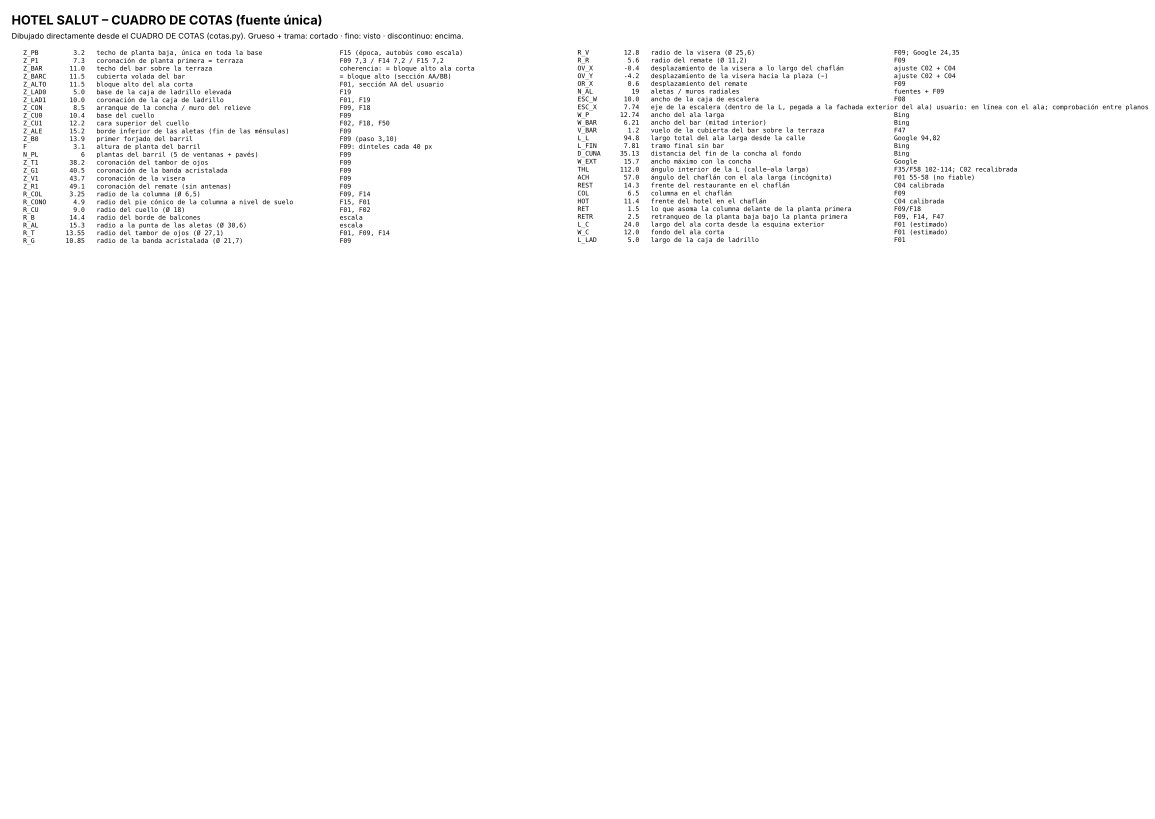 HOTEL SALUT – CUADRO DE COTAS (fuente única)
Dibujado directamente desde el CUADRO DE COTAS (cotas.py). Grueso + trama: cortado · fino: visto · discontinuo: encima.
Z_PB 3.2 techo de planta baja, única en toda la base F15 (época, autobús como escala)
Z_P1 7.3 coronación de planta primera = terraza F09 7,3 / F14 7,2 / F15 7,2
Z_BAR 11.0 techo del bar sobre la terraza coherencia: = bloque alto ala corta
Z_BARC 11.5 cubierta volada del bar = bloque alto (sección AA/BB)
Z_ALTO 11.5 bloque alto del ala corta F01, sección AA del usuario
Z_LAD0 5.0 base de la caja de ladrillo elevada F19
Z_LAD1 10.0 coronación de la caja de ladrillo F01, F19
Z_CON 8.5 arranque de la concha / muro del relieve F09, F18
Z_CU0 10.4 base del cuello F09
Z_CU1 12.2 cara superior del cuello F02, F18, F50
Z_ALE 15.2 borde inferior de las aletas (fin de las ménsulas) F09
Z_B0 13.9 primer forjado del barril F09 (paso 3,10)
F 3.1 altura de planta del barril F09: dinteles cada 40 px
N_PL 6 plantas del barril (5 de ventanas + pavés) F09
Z_T1 38.2 coronación del tambor de ojos F09
Z_G1 40.5 coronación de la banda acristalada F09
Z_V1 43.7 coronación de la visera F09
Z_R1 49.1 coronación del remate (sin antenas) F09
R_COL 3.25 radio de la columna (Ø 6,5) F09, F14
R_CONO 4.9 radio del pie cónico de la columna a nivel de suelo F15, F01
R_CU 9.0 radio del cuello (Ø 18) F01, F02
R_B 14.4 radio del borde de balcones escala
R_AL 15.3 radio a la punta de las aletas (Ø 30,6) escala
R_T 13.55 radio del tambor de ojos (Ø 27,1) F01, F09, F14
R_G 10.85 radio de la banda acristalada (Ø 21,7) F09
R_V 12.8 radio de la visera (Ø 25,6) F09; Google 24,35
R_R 5.6 radio del remate (Ø 11,2) F09
OV_X -0.4 desplazamiento de la visera a lo largo del chaflán ajuste C02 + C04
OV_Y -4.2 desplazamiento de la visera hacia la plaza (−) ajuste C02 + C04
OR_X 0.6 desplazamiento del remate F09
N_AL 19 aletas / muros radiales fuentes + F09
ESC_W 10.0 ancho de la caja de escalera F08
ESC_X 7.74 eje de la escalera (dentro de la L, pegada a la fachada exterior del ala) usuario: en línea con el ala; comprobación entre planos
W_P 12.74 ancho del ala larga Bing
W_BAR 6.21 ancho del bar (mitad interior) Bing
V_BAR 1.2 vuelo de la cubierta del bar sobre la terraza F47
L_L 94.8 largo total del ala larga desde la calle Google 94,82
L_FIN 7.81 tramo final sin bar Bing
D_CUNA 35.13 distancia del fin de la concha al fondo Bing
W_EXT 15.7 ancho máximo con la concha Google
THL 112.0 ángulo interior de la L (calle–ala larga) F35/F58 102-114; C02 recalibrada
ACH 57.0 ángulo del chaflán con el ala larga (incógnita) F01 55-58 (no fiable)
REST 14.3 frente del restaurante en el chaflán C04 calibrada
COL 6.5 columna en el chaflán F09
HOT 11.4 frente del hotel en el chaflán C04 calibrada
RET 1.5 lo que asoma la columna delante de la planta primera F09/F18
RETR 2.5 retranqueo de la planta baja bajo la planta primera F09, F14, F47
L_C 24.0 largo del ala corta desde la esquina exterior F01 (estimado)
W_C 12.0 fondo del ala corta F01 (estimado)
L_LAD 5.0 largo de la caja de ladrillo F01